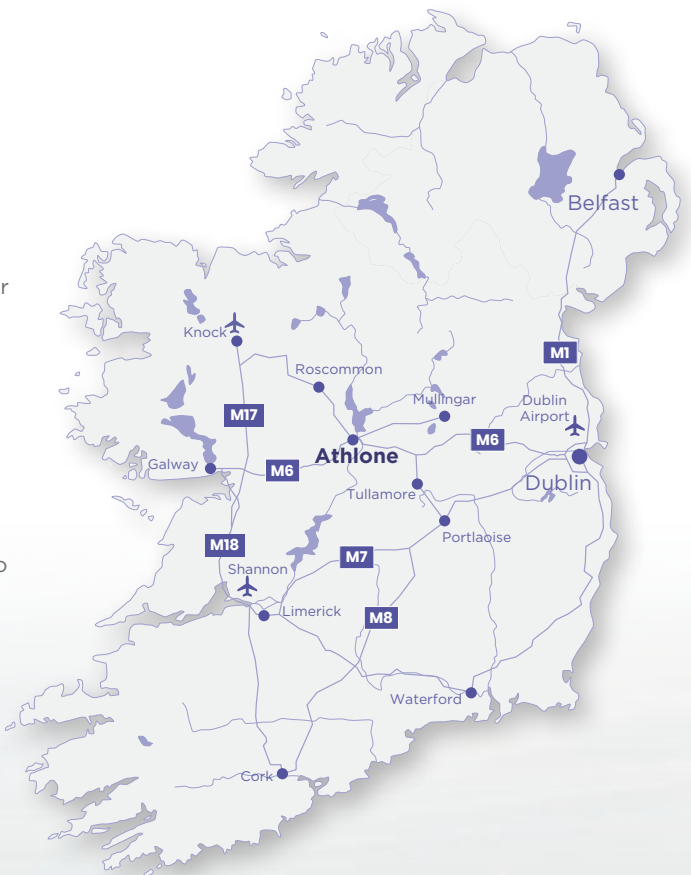 Belfast
r
Knock
M1
Roscommon
Mullingar
Dublin
Airport
M17
M6
Athlone
Galway
M6
Dublin
Tullamore
Portlaoise
M18
M7
o
Shannon
Limerick
M8
Waterford
Cork